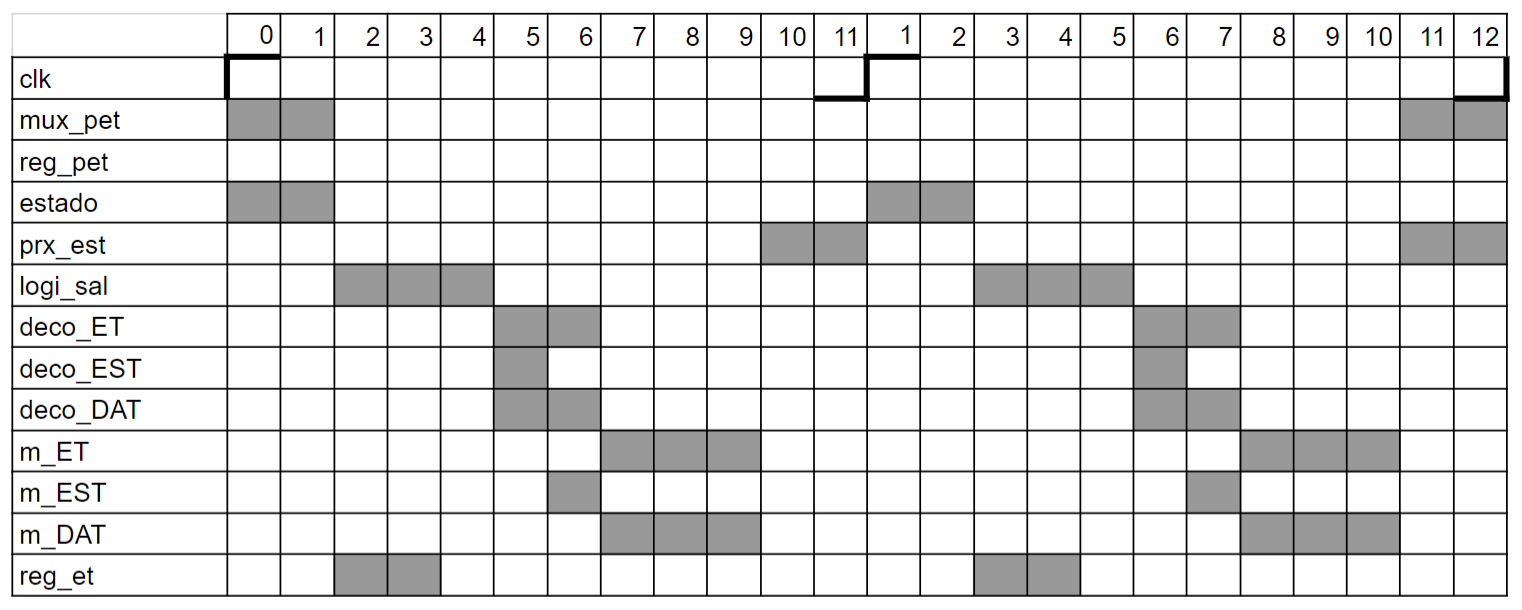 0 1 2 3 4 5 6 7 8 9 10 11 1 2 3 4 5 6 7 8 9 10 11 12
clk
mux_pet
reg_pet
estado
prx_est
logi_sal
deco_ET
deco_EST
deco_DAT
m_ET
m_EST
m_DAT
reg_et